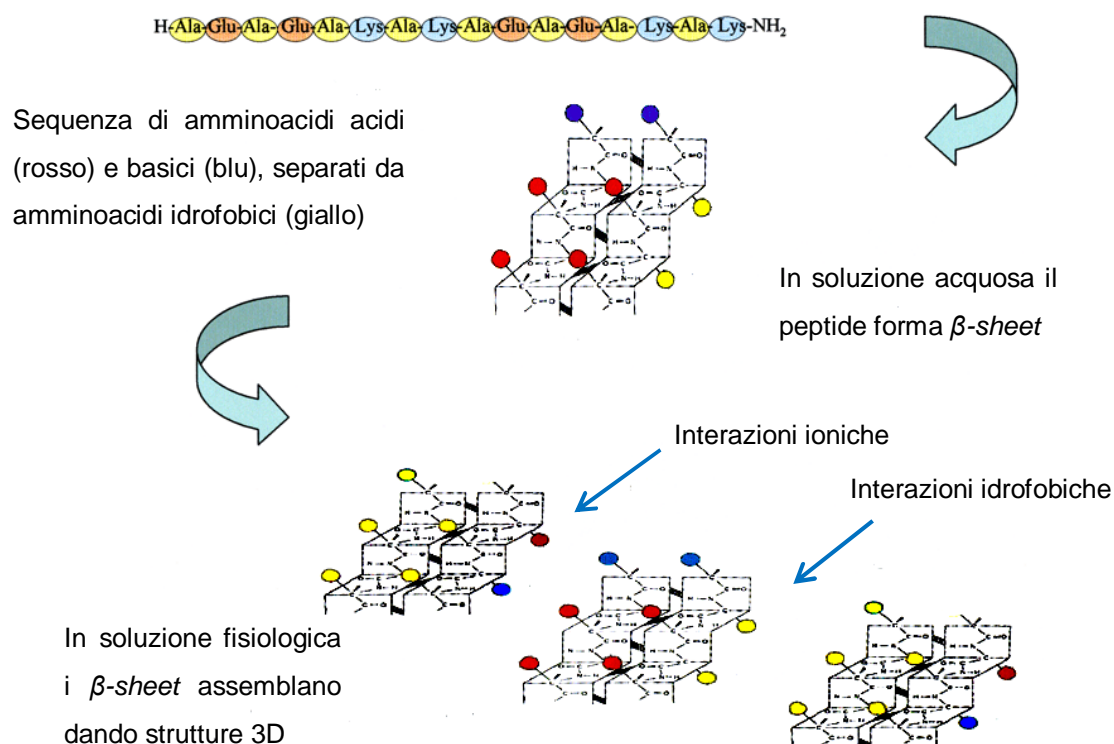 H-Ala-Glu-Ala-Glu-Ala-Lys-Ala-Lys-Ala-Glu-Ala-Glu-Ala-Lys-Ala-Lys-NH2
Sequenza di amminoacidi acidi
(rosso) e basici (blu), separati da
amminoacidi idrofobici (giallo)
In soluzione acquosa il
peptide forma β-sheet
Interazioni ioniche
Interazioni idrofobiche
In soluzione fisiologica
i β-sheet assemblano
dando strutture 3D